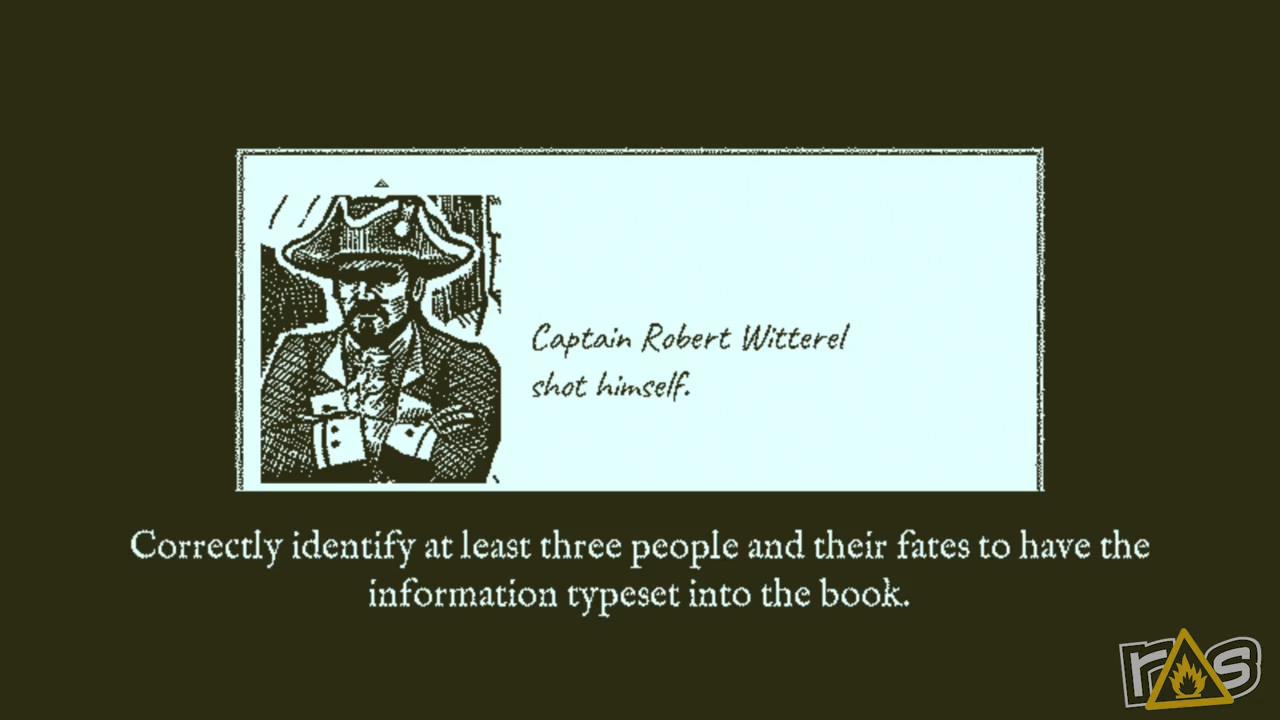 Captain Robert Witterel
shot himself.
Correctly identify at least three people and their fates to have the
information typeset into the book.